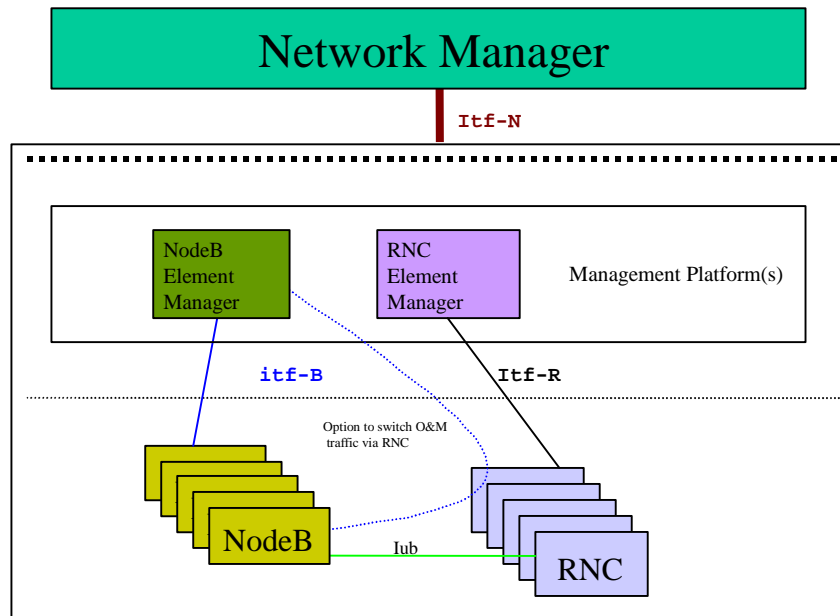 Network Manager
Itf-N
NodeB
Element
Manager
RNC
Element
Manager
Management Platform(s)
itf-B
Itf-R
Option to switch O&M
traffic via RNC
NodeB
Iub
RNC